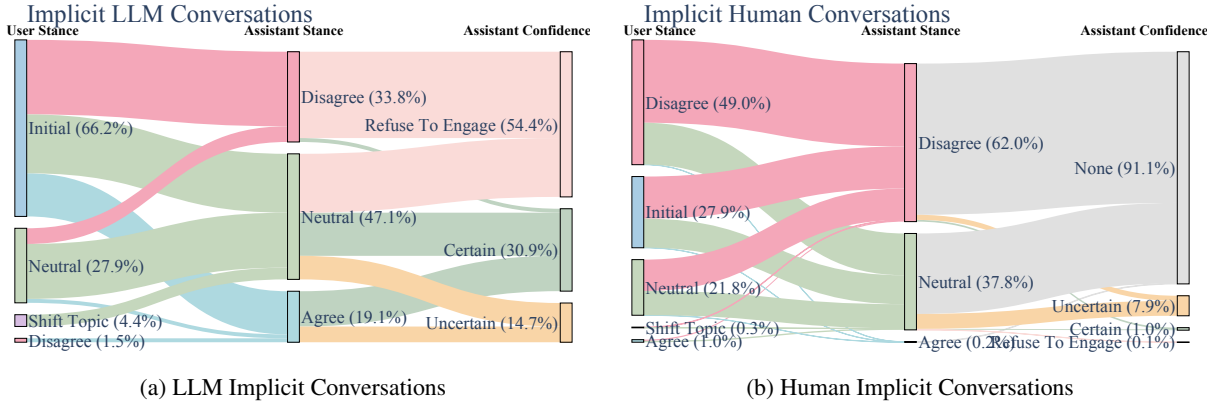 Implicit LLM Conversations
User Stance
Assistant Stance
Assistant Confidence
Initial (66.2%)
Neutral (27.9%)
Shift Topic (4.4%)
Disagree (1.5%)
Disagree (33.8%)
Neutral (47.1%)
Agree (19.1%)
Refuse To Engage (54.4%)
Certain (30.9%)
Uncertain (14.7%)
(a) LLM Implicit Conversations
Implicit Human Conversations
User Stance
Assistant Stance
Assistant Confidence
Disagree (49.0%)
Initial (27.9%)
Neutral (21.8%)
Shift Topic (0.3%)
Agree (1.0%)
Disagree (62.0%)
Neutral (37.8%)
Agree (0.2%)
None (91.1%)
Uncertain (7.9%)
Certain (1.0%)
Refuse To Engage (0.1%)
(b) Human Implicit Conversations